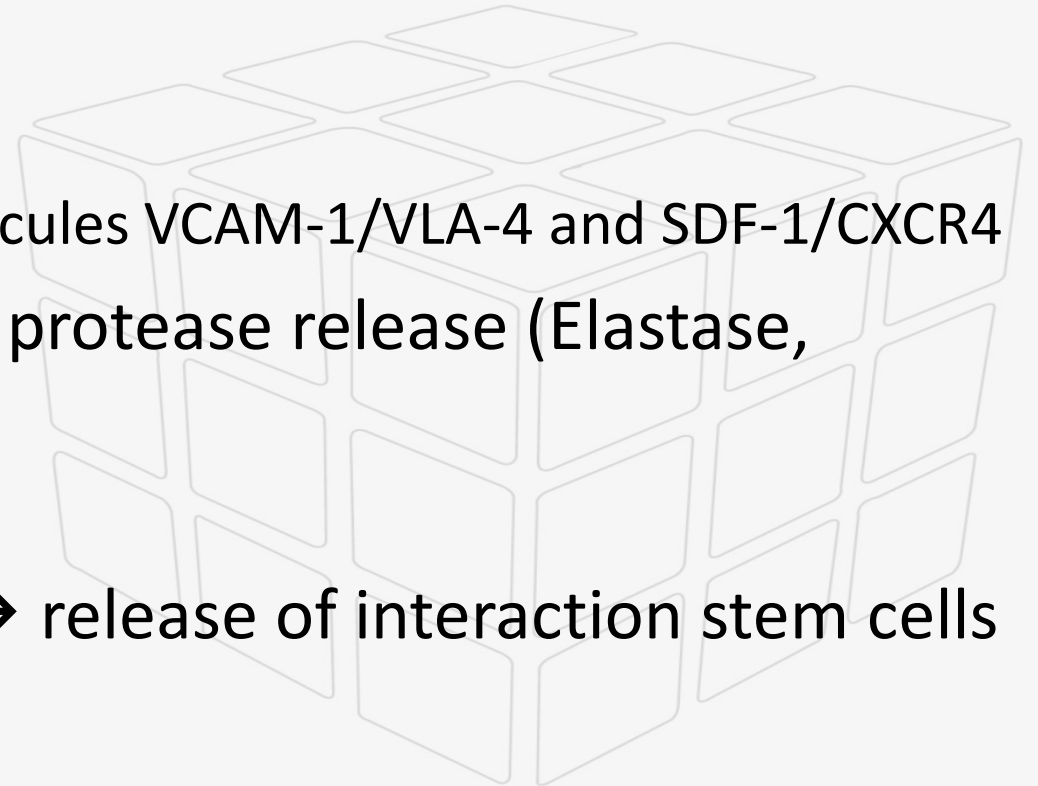 cules VCAM-1/VLA-4 and SDF-1/CXCR4
protease release (Elastase,
→ release of interaction stem cells